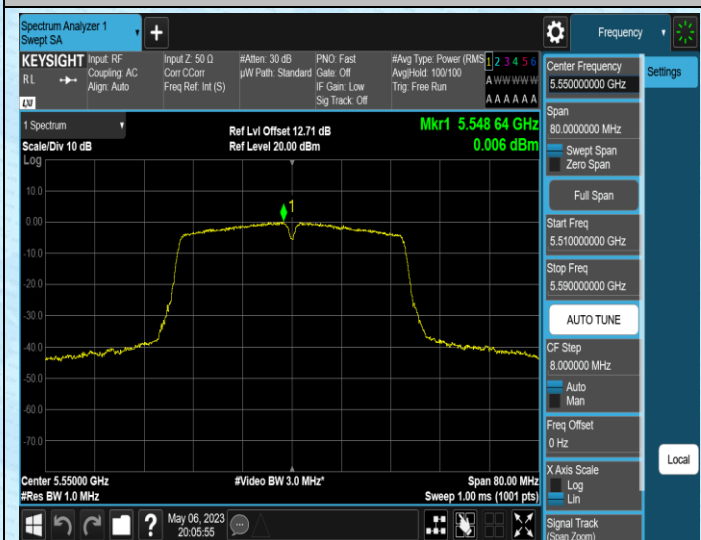 Spectrum Analyzer 1
Swept SA
+
Frequency
KEYSIGHT
RL
LXI
Input: RF
Coupling: AC
Align: Auto
Input Z: 50 Ω
Corr CCorr
Freq Ref: Int (S)
#Atten: 30 dB
µW Path: Standard
PNO: Fast
Gate: Off
IF Gain: Low
Sig Track: Off
#Avg Type: Power (RMS
Avg|Hold: 100/100
Trig: Free Run
1 2 3 4 5 6
A W W W W W
A A A A A A
1 Spectrum
Scale/Div 10 dB
Log
Ref Lvl Offset 12.71 dB
Ref Level 20.00 dBm
Mkr1 5.548 64 GHz
0.006 dBm
10.0
0.00
-10.0
-20.0
-30.0
-40.0
-50.0
-60.0
-70.0
1
Center 5.55000 GHz
#Res BW 1.0 MHz
#Video BW 3.0 MHz*
Span 80.00 MHz
Sweep 1.00 ms (1001 pts)
?
May 06, 2023
20:05:55
Center Frequency
5.550000000 GHz
Span
80.0000000 MHz
Swept Span
Zero Span
Full Span
Start Freq
5.510000000 GHz
Stop Freq
5.590000000 GHz
AUTO TUNE
CF Step
8.000000 MHz
Auto
Man
Freq Offset
0 Hz
X Axis Scale
Log
Lin
Signal Track
(Span Zoom)
Settings
Local